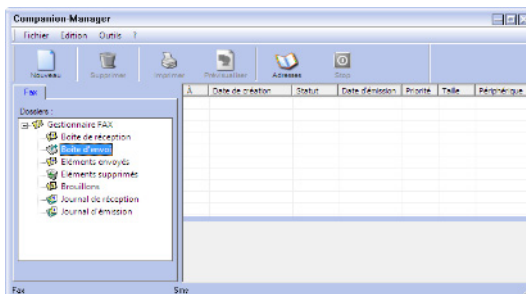 Companion-Manager
Fichier Edition Outils ?
Nouveau Supprimer Imprimer Prévisualiser Adresses Stop
Fax
À Date de création Statut Date d'émission Priorité Taille Périphérique
Dossiers :
Gestionnaire FAX
Boîte de réception
Boîte d'envoi
Eléments envoyés
Eléments supprimés
Brouillons
Journal de réception
Journal d'émission
Fax